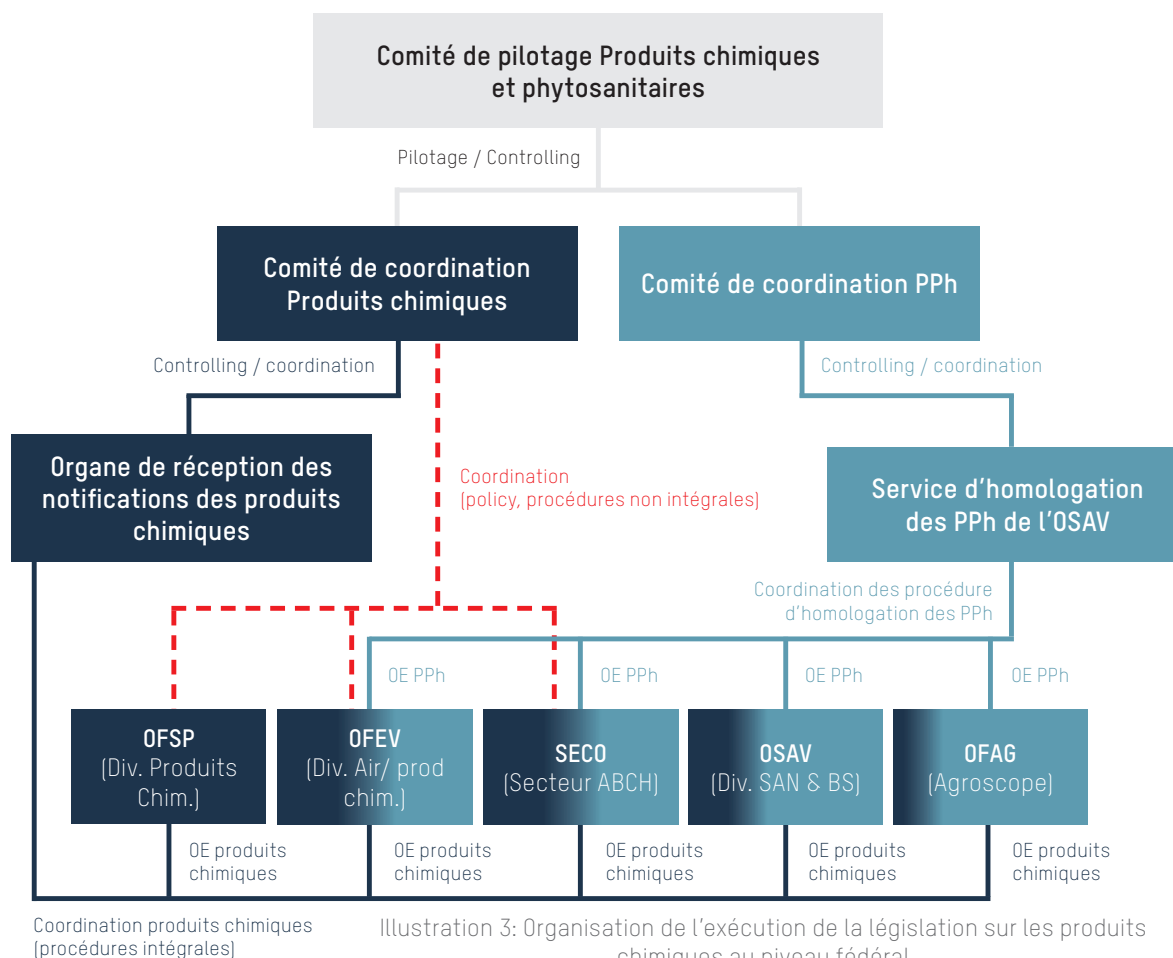 Comité de pilotage Produits chimiques
et phytosanitaires
Pilotage / Controlling
Comité de coordination
Produits chimiques
Comité de coordination PPh
Controlling / coordination
Controlling / coordination
Organe de réception des
notifications des produits
chimiques
Coordination
(policy, procédures non intégrales)
Service d'homologation
des PPh de l'OSAV
Coordination des procédure
d'homologation des PPh
OE PPh
OE PPh
OE PPh
OE PPh
OFSP
(Div. Produits
Chim.)
OFEV
(Div. Air/ prod
chim.)
SECO
(Secteur ABCH)
OSAV
(Div. SAN & BS)
OFAG
(Agroscope)
OE produits
chimiques
OE produits
chimiques
OE produits
chimiques
OE produits
chimiques
OE produits
chimiques
Coordination produits chimiques
(procédures intégrales)
Illustration 3: Organisation de l'exécution de la législation sur les produits
chimiques au niveau fédéral